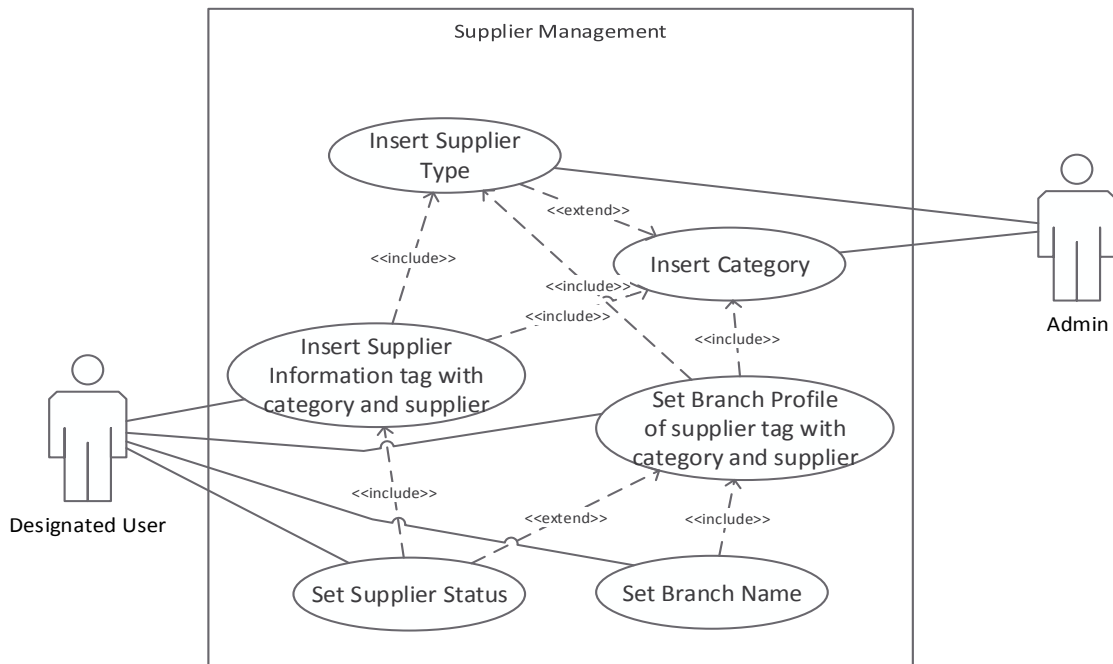 Supplier Management
Insert Supplier
Type
<<extend>>
<<include>>
Insert Category
<<include>>
<<include>>
Admin
<<include>>
Insert Supplier
Information tag with
category and supplier
Set Branch Profile
of supplier tag with
category and supplier
<<include>>
<<extend>>
<<include>>
Designated User
Set Supplier Status
Set Branch Name